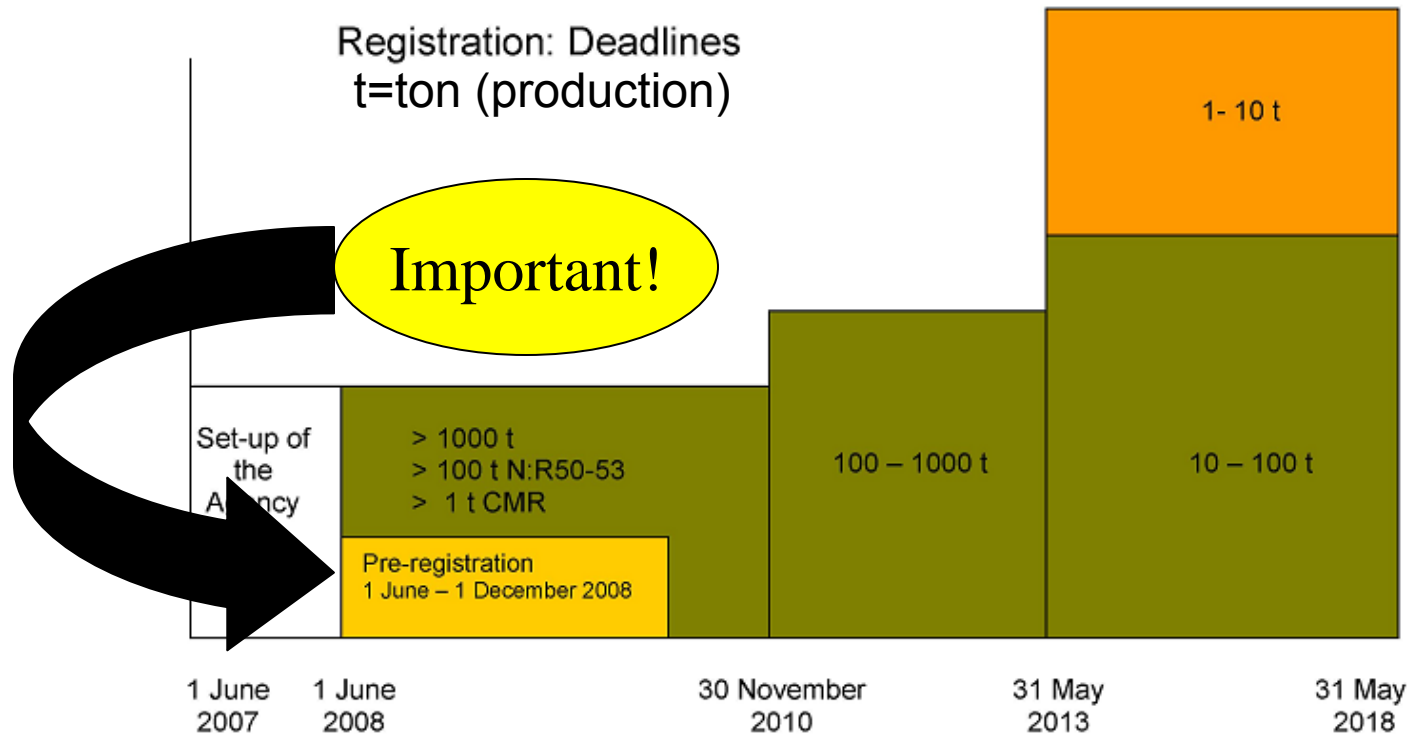 Registration: Deadlines
t=ton (production)
1- 10 t
Important!
Set-up of
the
Agency
> 1000 t
> 100 t N:R50-53
> 1 t CMR
100 – 1000 t
10 – 100 t
Pre-registration
1 June – 1 December 2008
1 June
2007
1 June
2008
30 November
2010
31 May
2013
31 May
2018